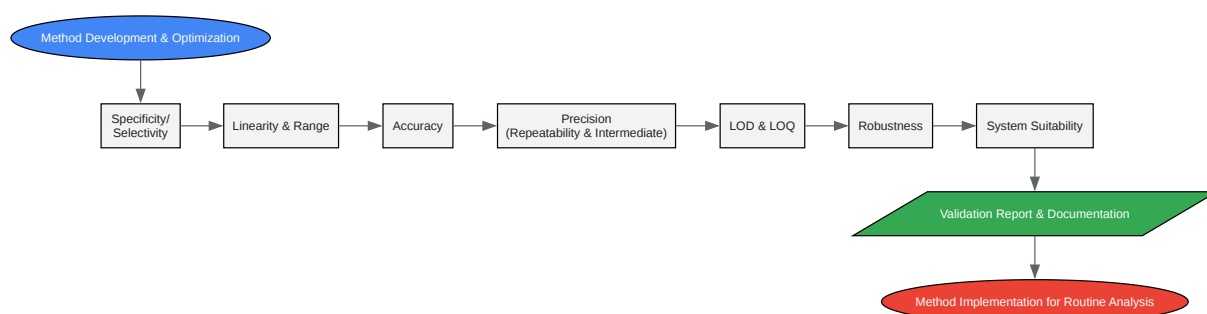 Method Development & Optimization
Specificity/
Selectivity
Linearity & Range
Accuracy
Precision
(Repeatability & Intermediate)
LOD & LOQ
Robustness
System Suitability
Validation Report & Documentation
Method Implementation for Routine Analysis